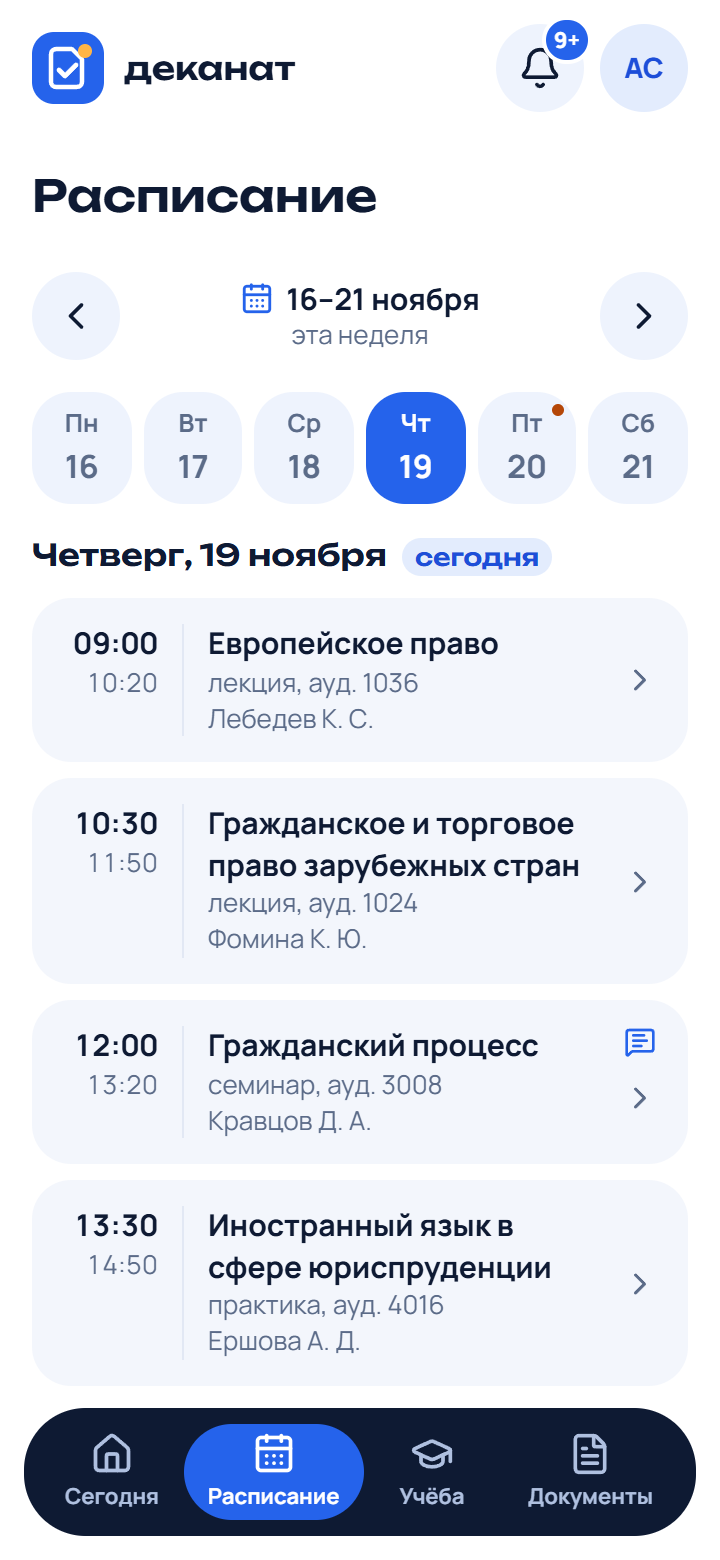 деканат
9+
АС
Расписание
16–21 ноября
эта неделя
Пн Вт Ср Чт Пт Сб
16 17 18 19 20 21
Четверг, 19 ноября сегодня
09:00 Европейское право
10:20 лекция, ауд. 1036
Лебедев К. С.
10:30 Гражданское и торговое
право зарубежных стран
11:50 лекция, ауд. 1024
Фомина К. Ю.
12:00 Гражданский процесс
13:20 семинар, ауд. 3008
Кравцов Д. А.
13:30 Иностранный язык в
14:50 сфере юриспруденции
практика, ауд. 4016
Ершова А. Д.
Сегодня Расписание Учёба Документы